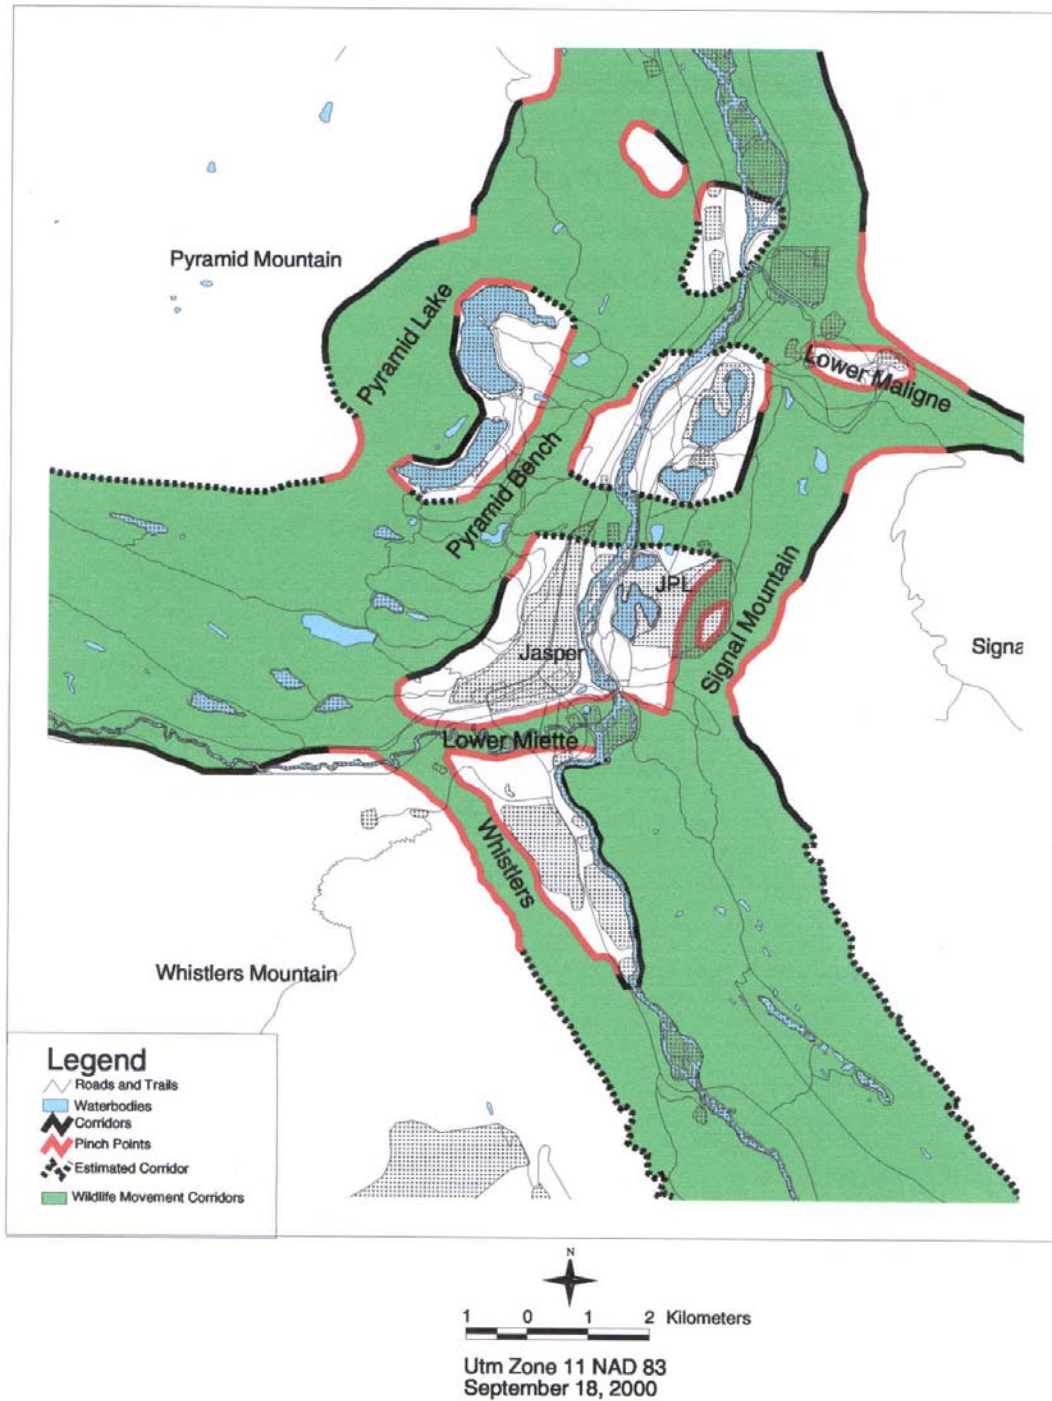 Pyramid Mountain
Pyramid Lake
Lower Maligne
Pyramid Bench
JPL
Signal Mountain
Jasper
Signa
Lower Miette
Whistlers
Whistlers Mountain
Legend
Roads and Trails
Waterbodies
Corridors
Pinch Points
Estimated Corridor
Wildlife Movement Corridors
N
1 0 1 2 Kilometers
Utm Zone 11 NAD 83
September 18, 2000